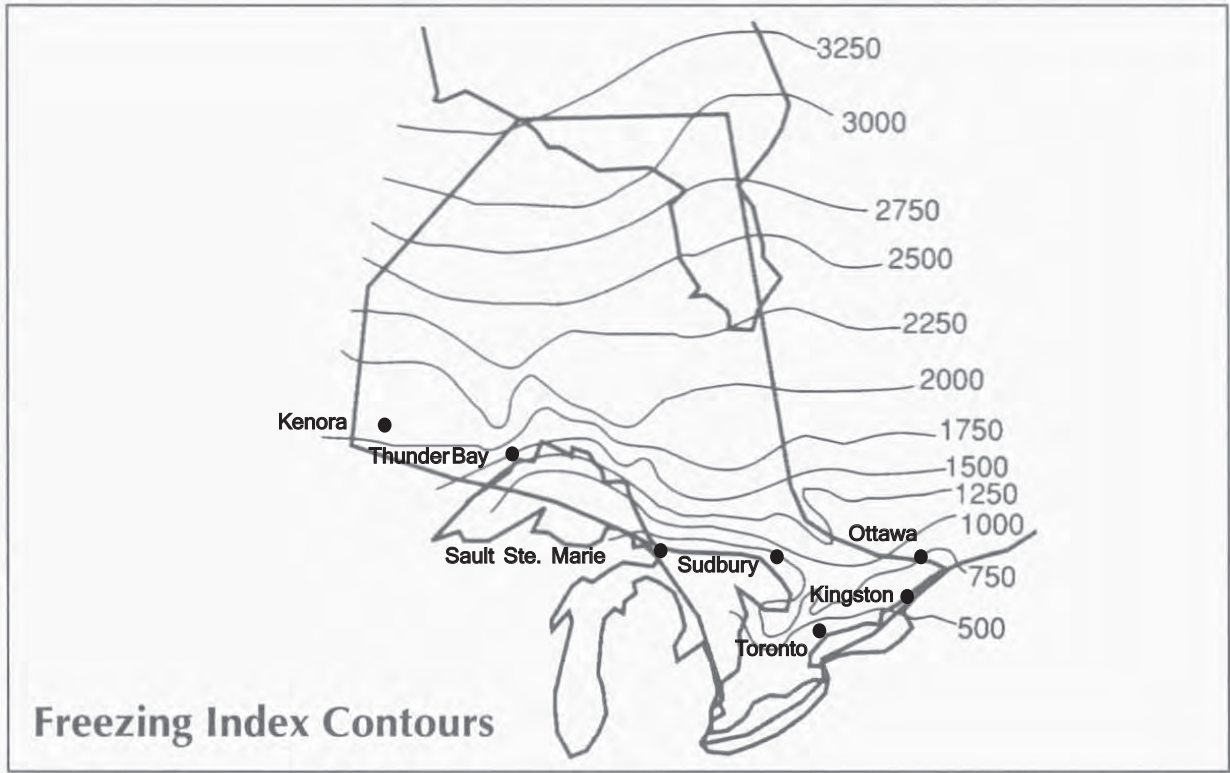 3250
3000
2750
2500
2250
2000
Kenora
1750
Thunder Bay
1500
1250
1000
Ottawa
Sault Ste. Marie
Sudbury
750
Kingston
500
Toronto
Freezing Index Contours